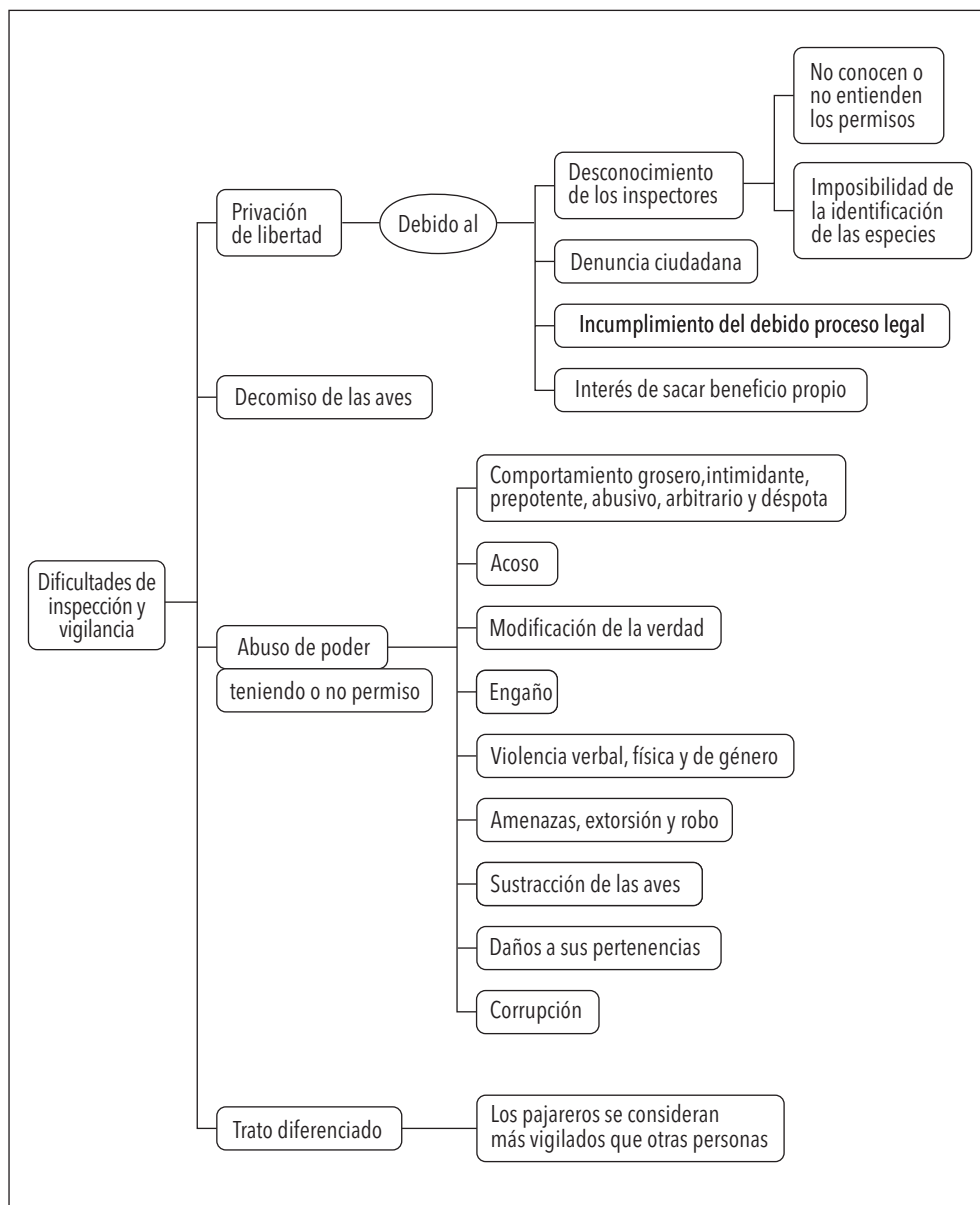 Dificultades de
inspección y
vigilancia
Privación
de libertad
Debido al
Desconocimiento
de los inspectores
No conocen o
no entienden
los permisos
Imposibilidad de
la identificación
de las especies
Denuncia ciudadana
Incumplimiento del debido proceso legal
Interés de sacar beneficio propio
Decomiso de las aves
Abuso de poder
teniendo o no permiso
Comportamiento grosero,intimidante,
prepotente, abusivo, arbitrario y déspota
Acoso
Modificación de la verdad
Engaño
Violencia verbal, física y de género
Amenazas, extorsión y robo
Sustracción de las aves
Daños a sus pertenencias
Corrupción
Trato diferenciado
Los pajareros se consideran
más vigilados que otras personas